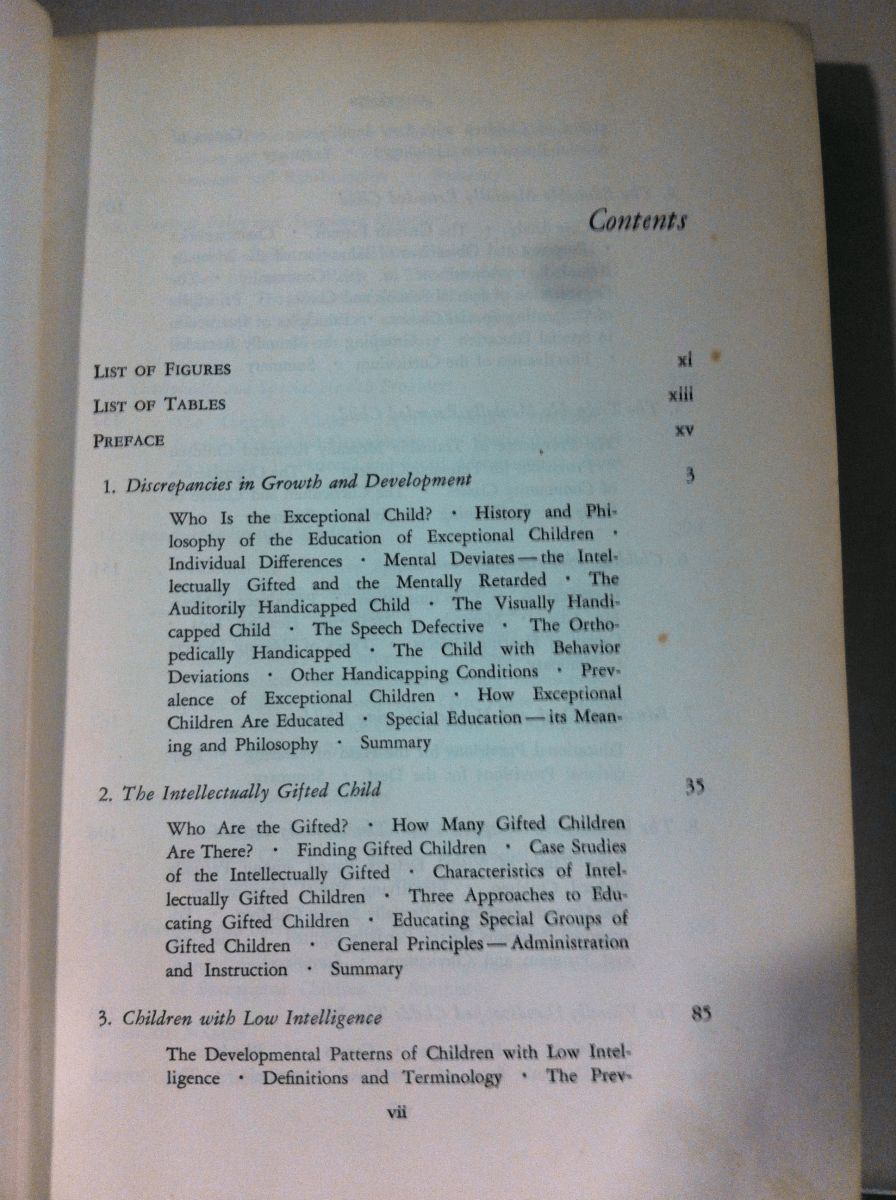 Contents
LIST OF FIGURES xi
LIST OF TABLES xiii
PREFACE xv
1. Discrepancies in Growth and Development 3
Who Is the Exceptional Child? · History and Phi-
losophy of the Education of Exceptional Children ·
Individual Differences · Mental Deviates—the Intel-
lectually Gifted and the Mentally Retarded · The
Auditorily Handicapped Child · The Visually Handi-
capped Child · The Speech Defective · The Ortho-
pedically Handicapped · The Child with Behavior
Deviations · Other Handicapping Conditions · Prev-
alence of Exceptional Children · How Exceptional
Children Are Educated · Special Education—its Mean-
ing and Philosophy · Summary
2. The Intellectually Gifted Child 35
Who Are the Gifted? · How Many Gifted Children
Are There? · Finding Gifted Children · Case Studies
of the Intellectually Gifted · Characteristics of Intel-
lectually Gifted Children · Three Approaches to Edu-
cating Gifted Children · Educating Special Groups of
Gifted Children · General Principles—Administration
and Instruction · Summary
3. Children with Low Intelligence 85
The Developmental Patterns of Children with Low Intel-
ligence · Definitions and Terminology · The Prev-
vii